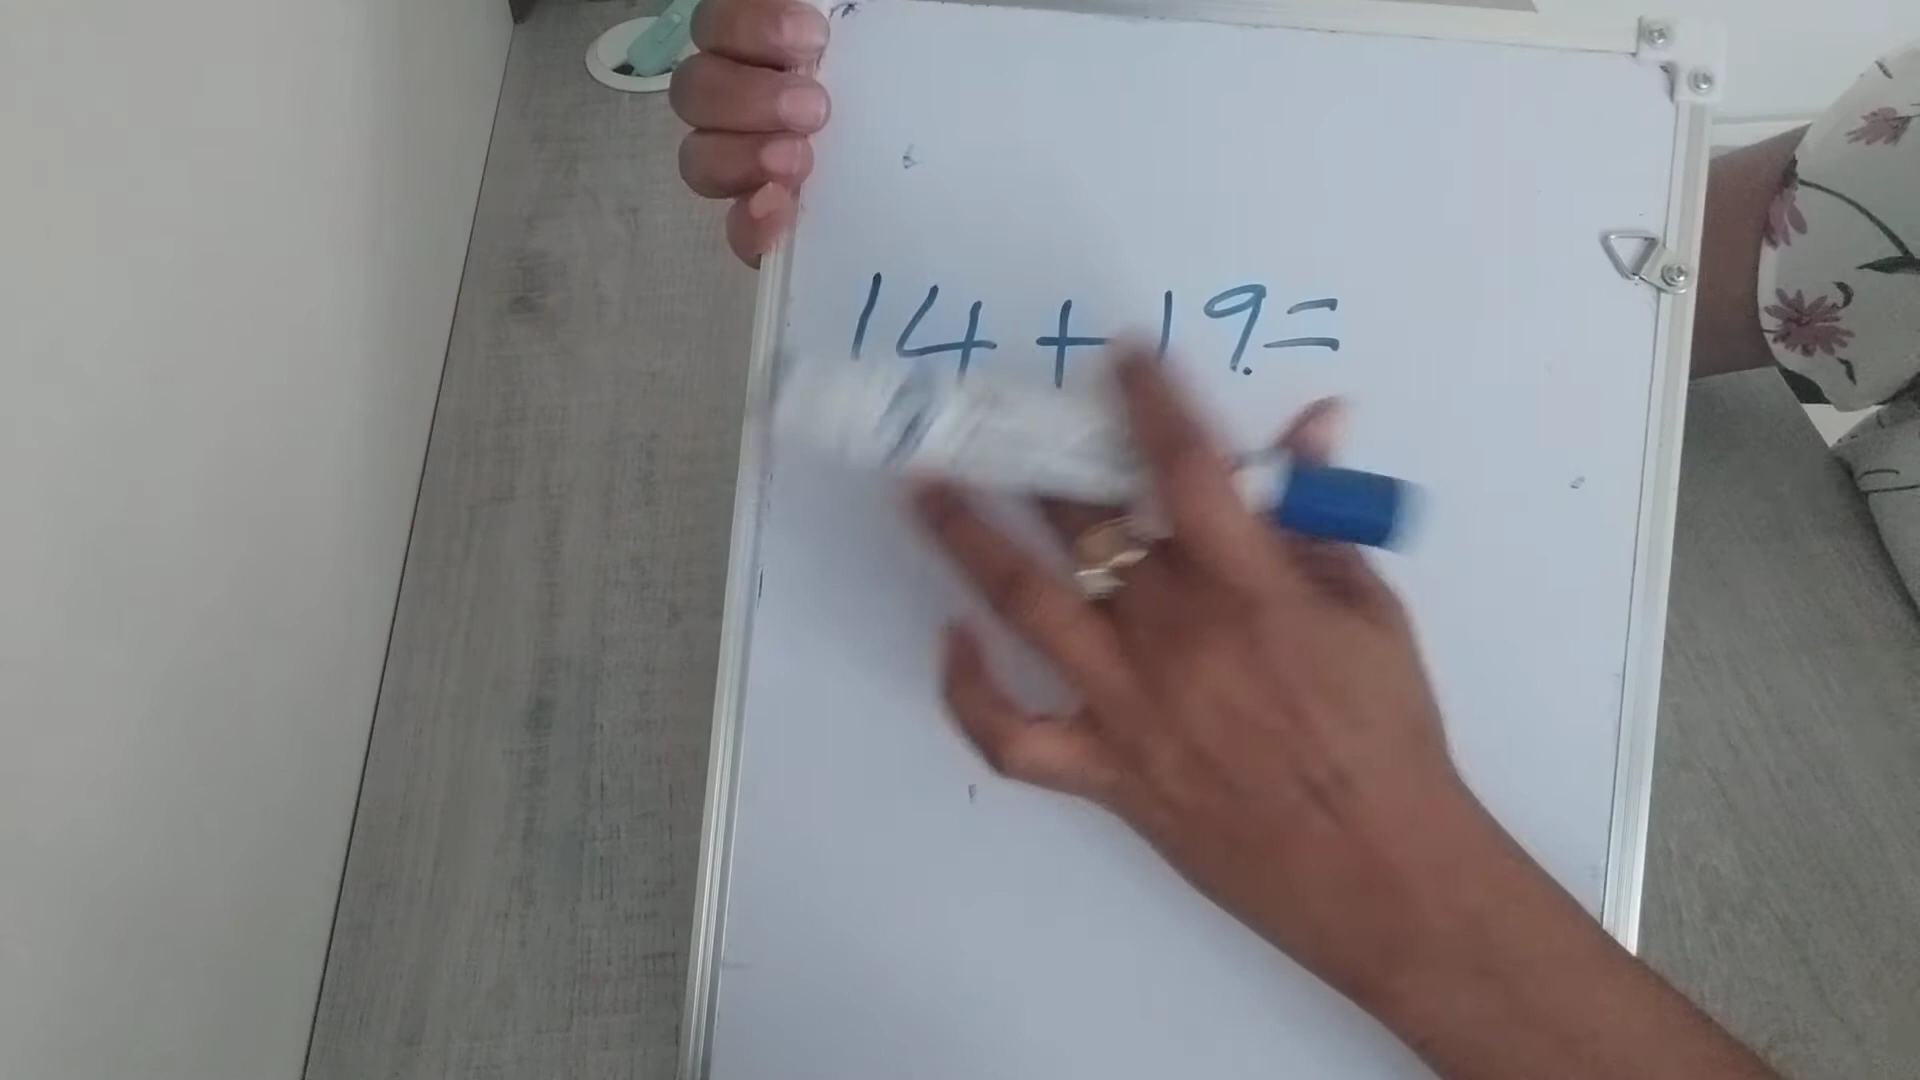 14 + 19 =